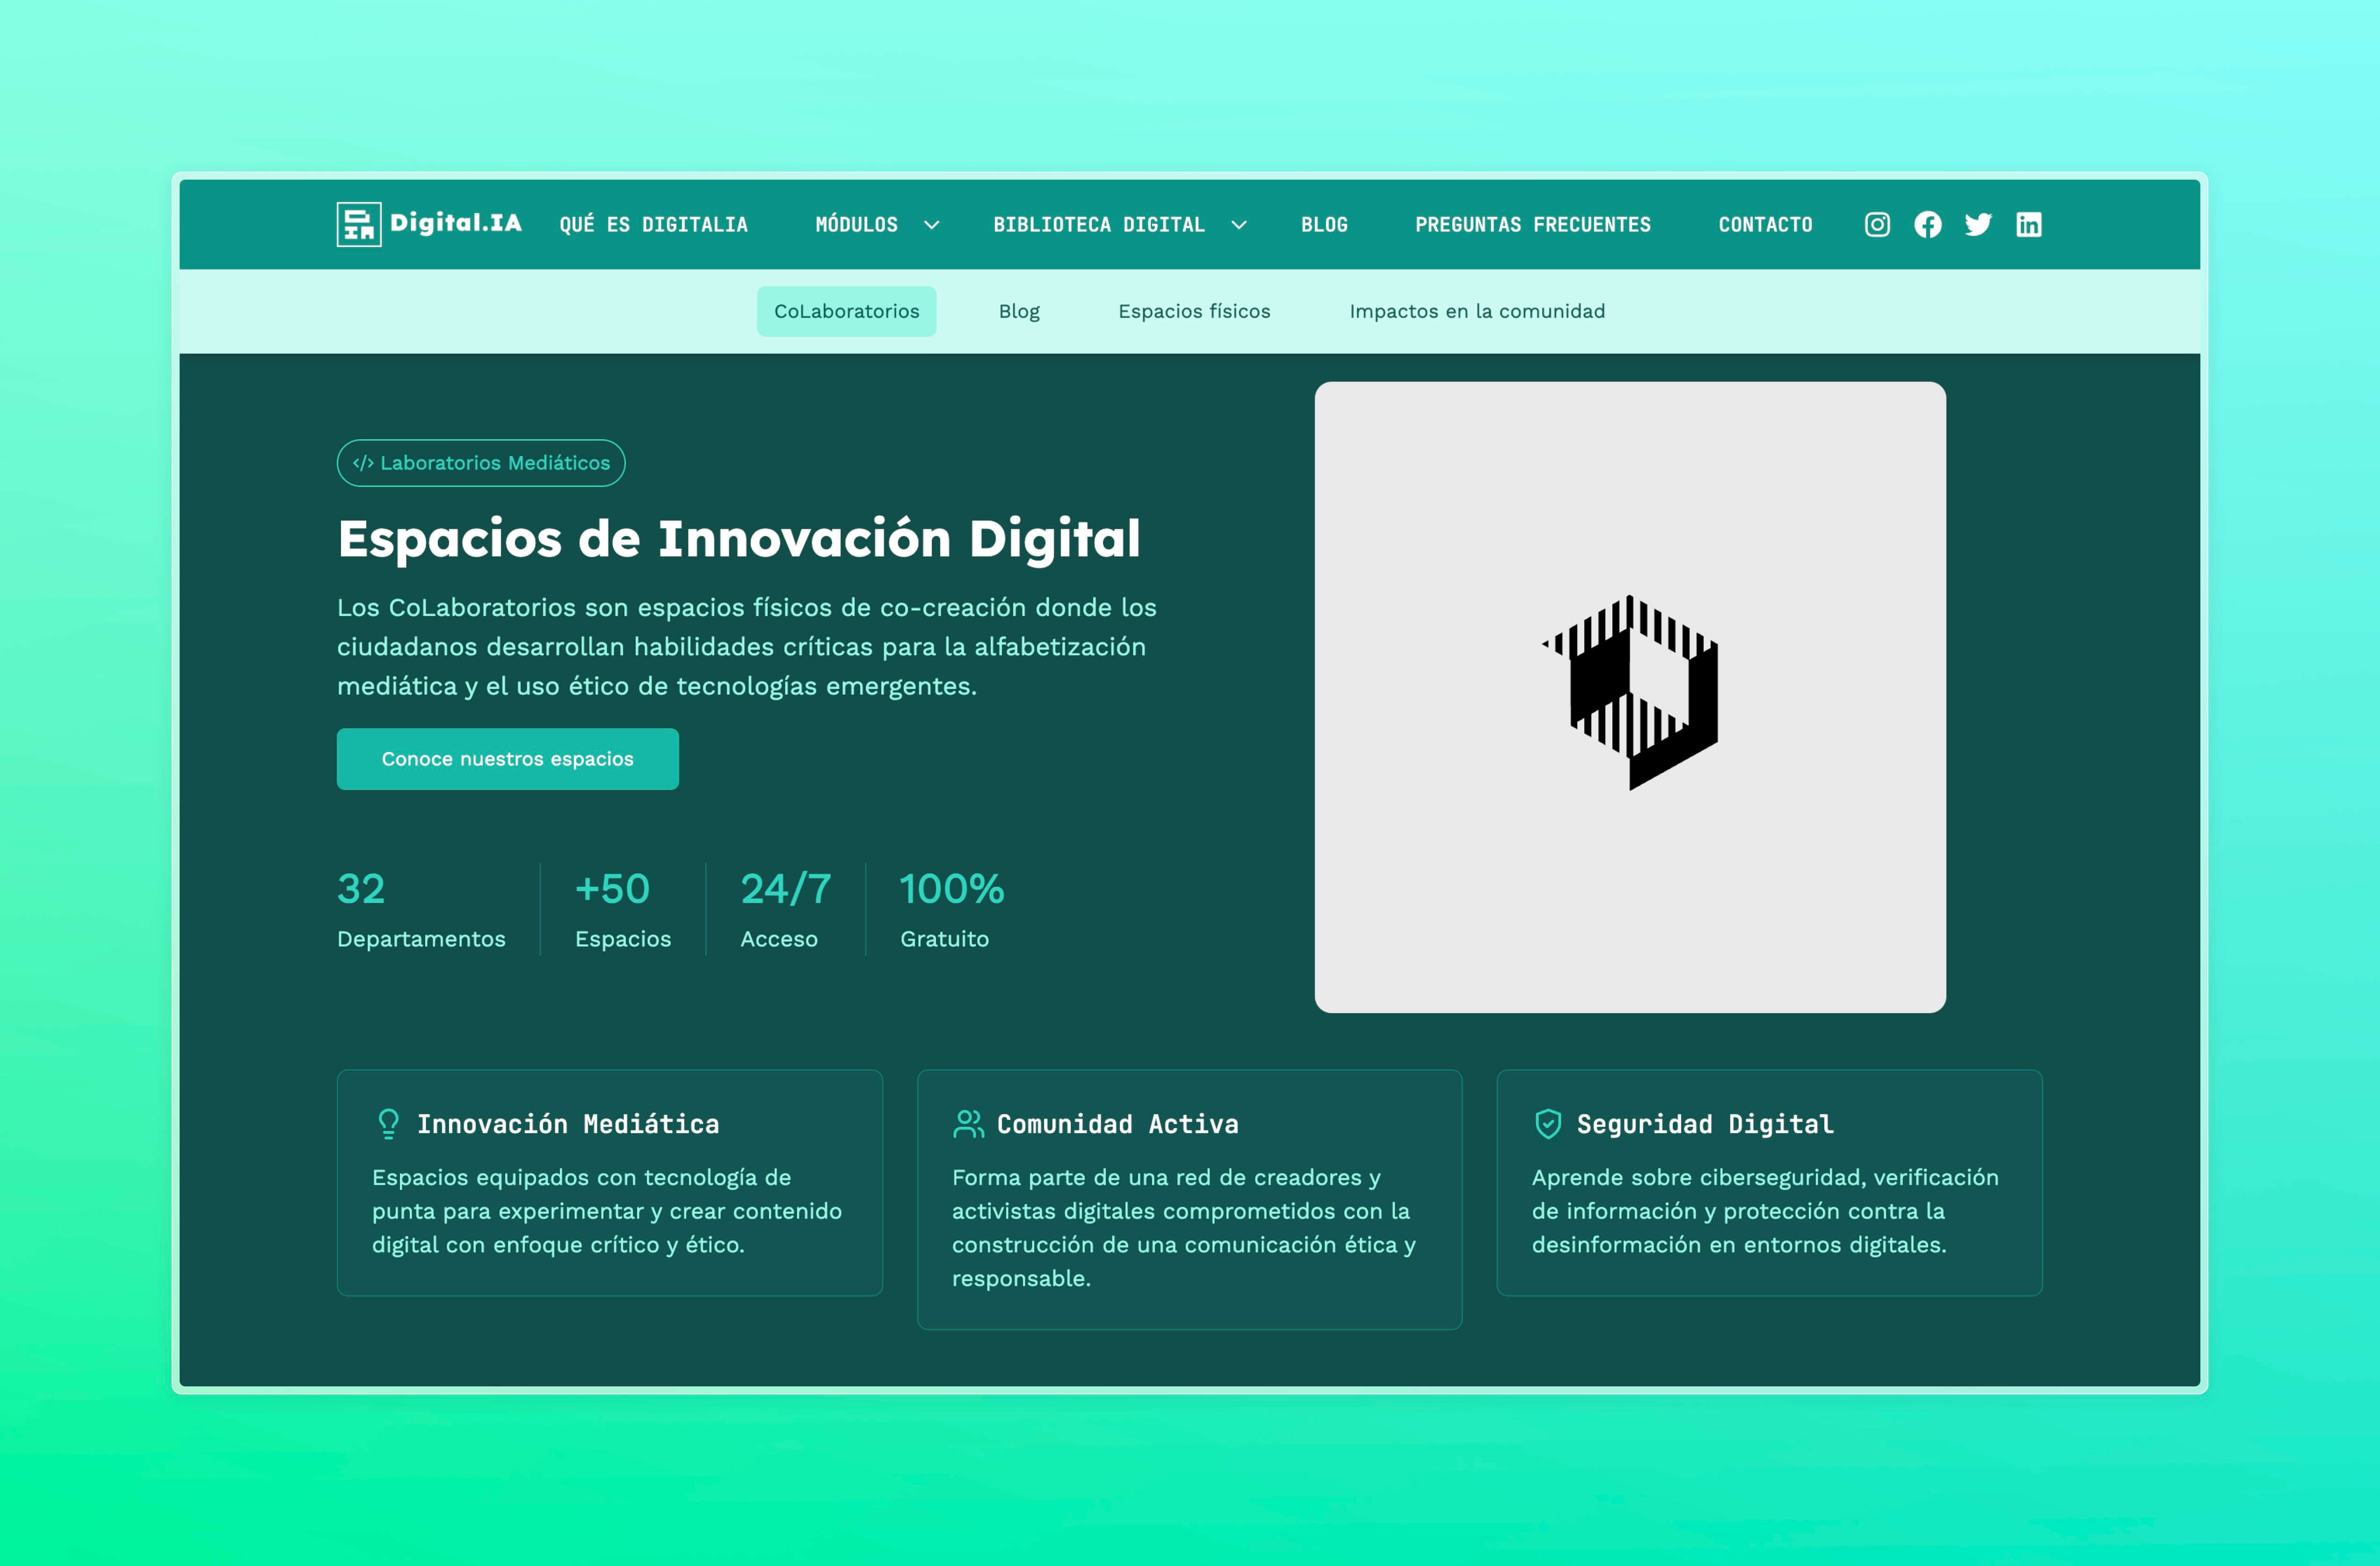 Digital.IA
QUÉ ES DIGITALIA
MÓDULOS
BIBLIOTECA DIGITAL
BLOG
PREGUNTAS FRECUENTES
CONTACTO
CoLaboratorios
Blog
Espacios físicos
Impactos en la comunidad
</> Laboratorios Mediáticos
Espacios de Innovación Digital
Los CoLaboratorios son espacios físicos de co-creación donde los
ciudadanos desarrollan habilidades críticas para la alfabetización
mediática y el uso ético de tecnologías emergentes.
Conoce nuestros espacios
32
Departamentos
+50
Espacios
24/7
Acceso
100%
Gratuito
Innovación Mediática
Espacios equipados con tecnología de
punta para experimentar y crear contenido
digital con enfoque crítico y ético.
Comunidad Activa
Forma parte de una red de creadores y
activistas digitales comprometidos con la
construcción de una comunicación ética y
responsable.
Seguridad Digital
Aprende sobre ciberseguridad, verificación
de información y protección contra la
desinformación en entornos digitales.